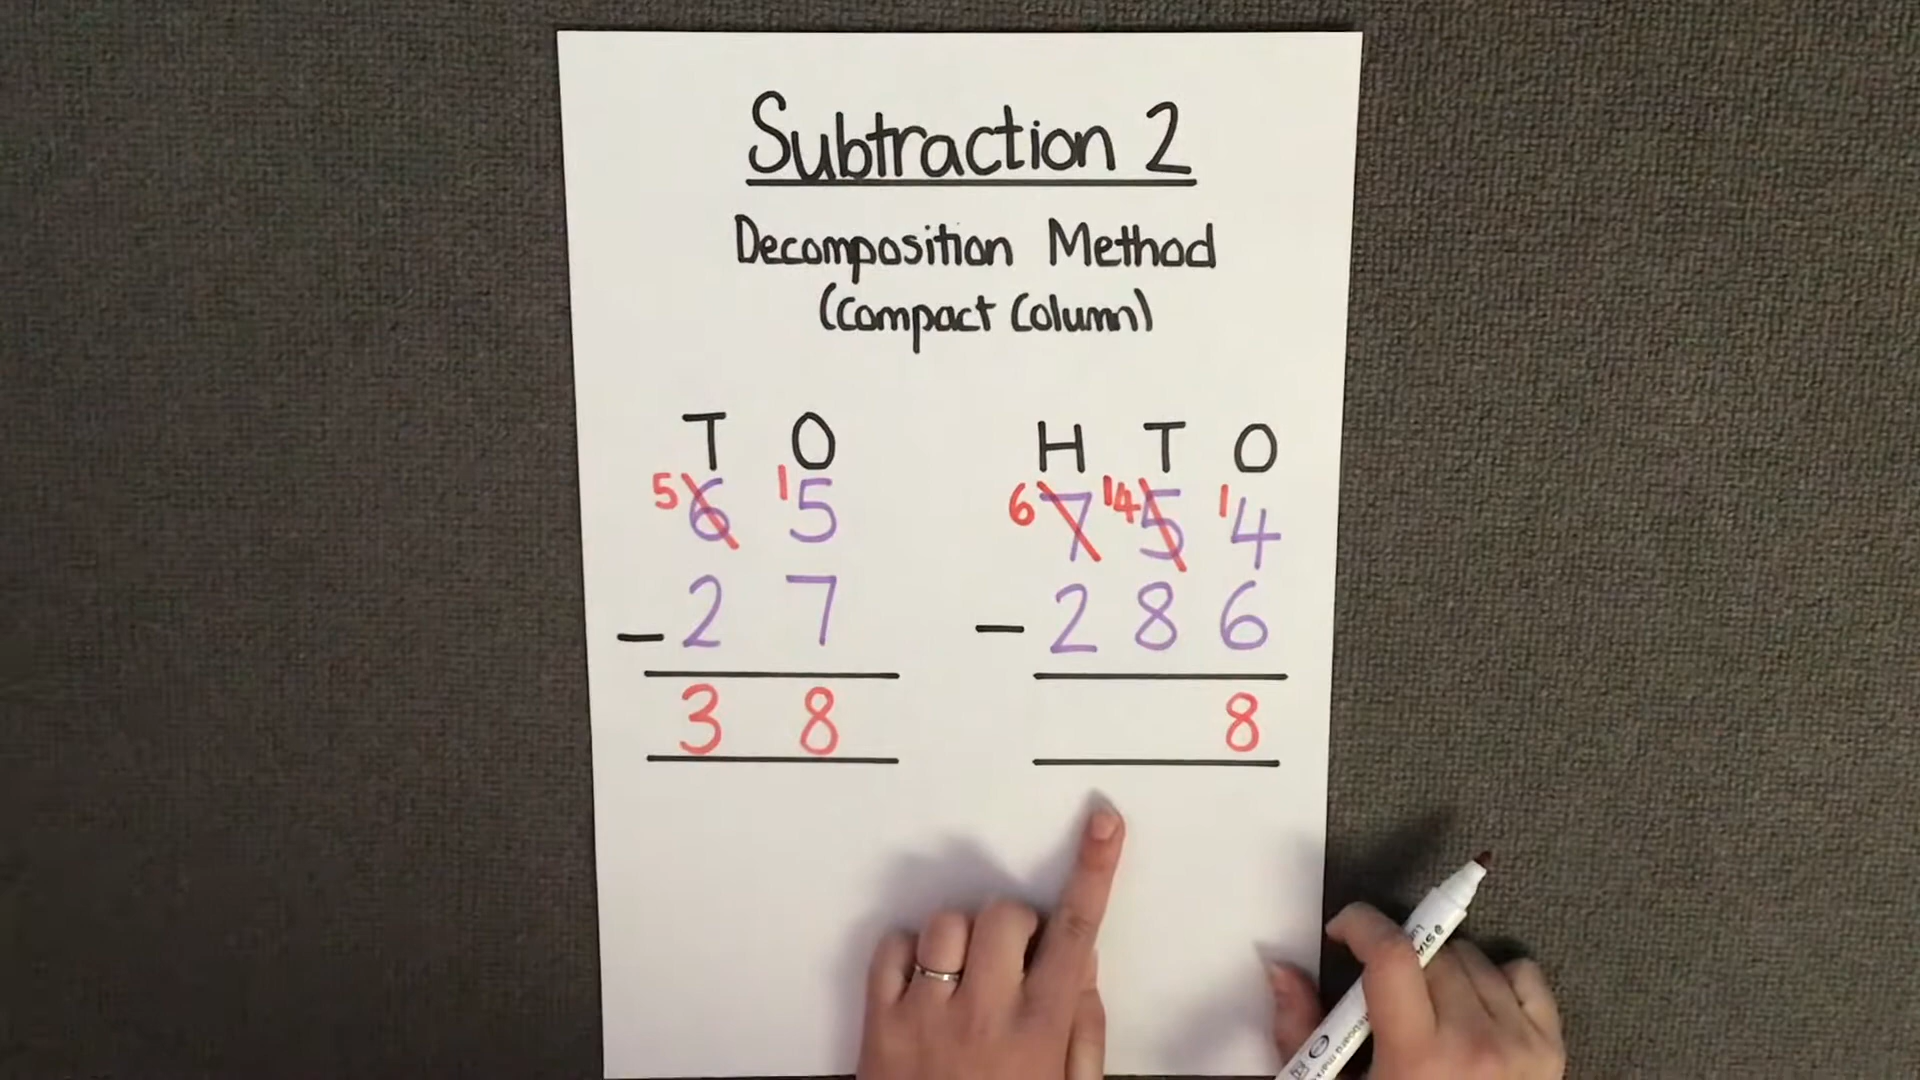 Subtraction 2
Decomposition Method
(Compact Column)
T O
5 6 1 5
- 2 7
3 8
H T O
6 7 14 5 1 4
- 2 8 6
8